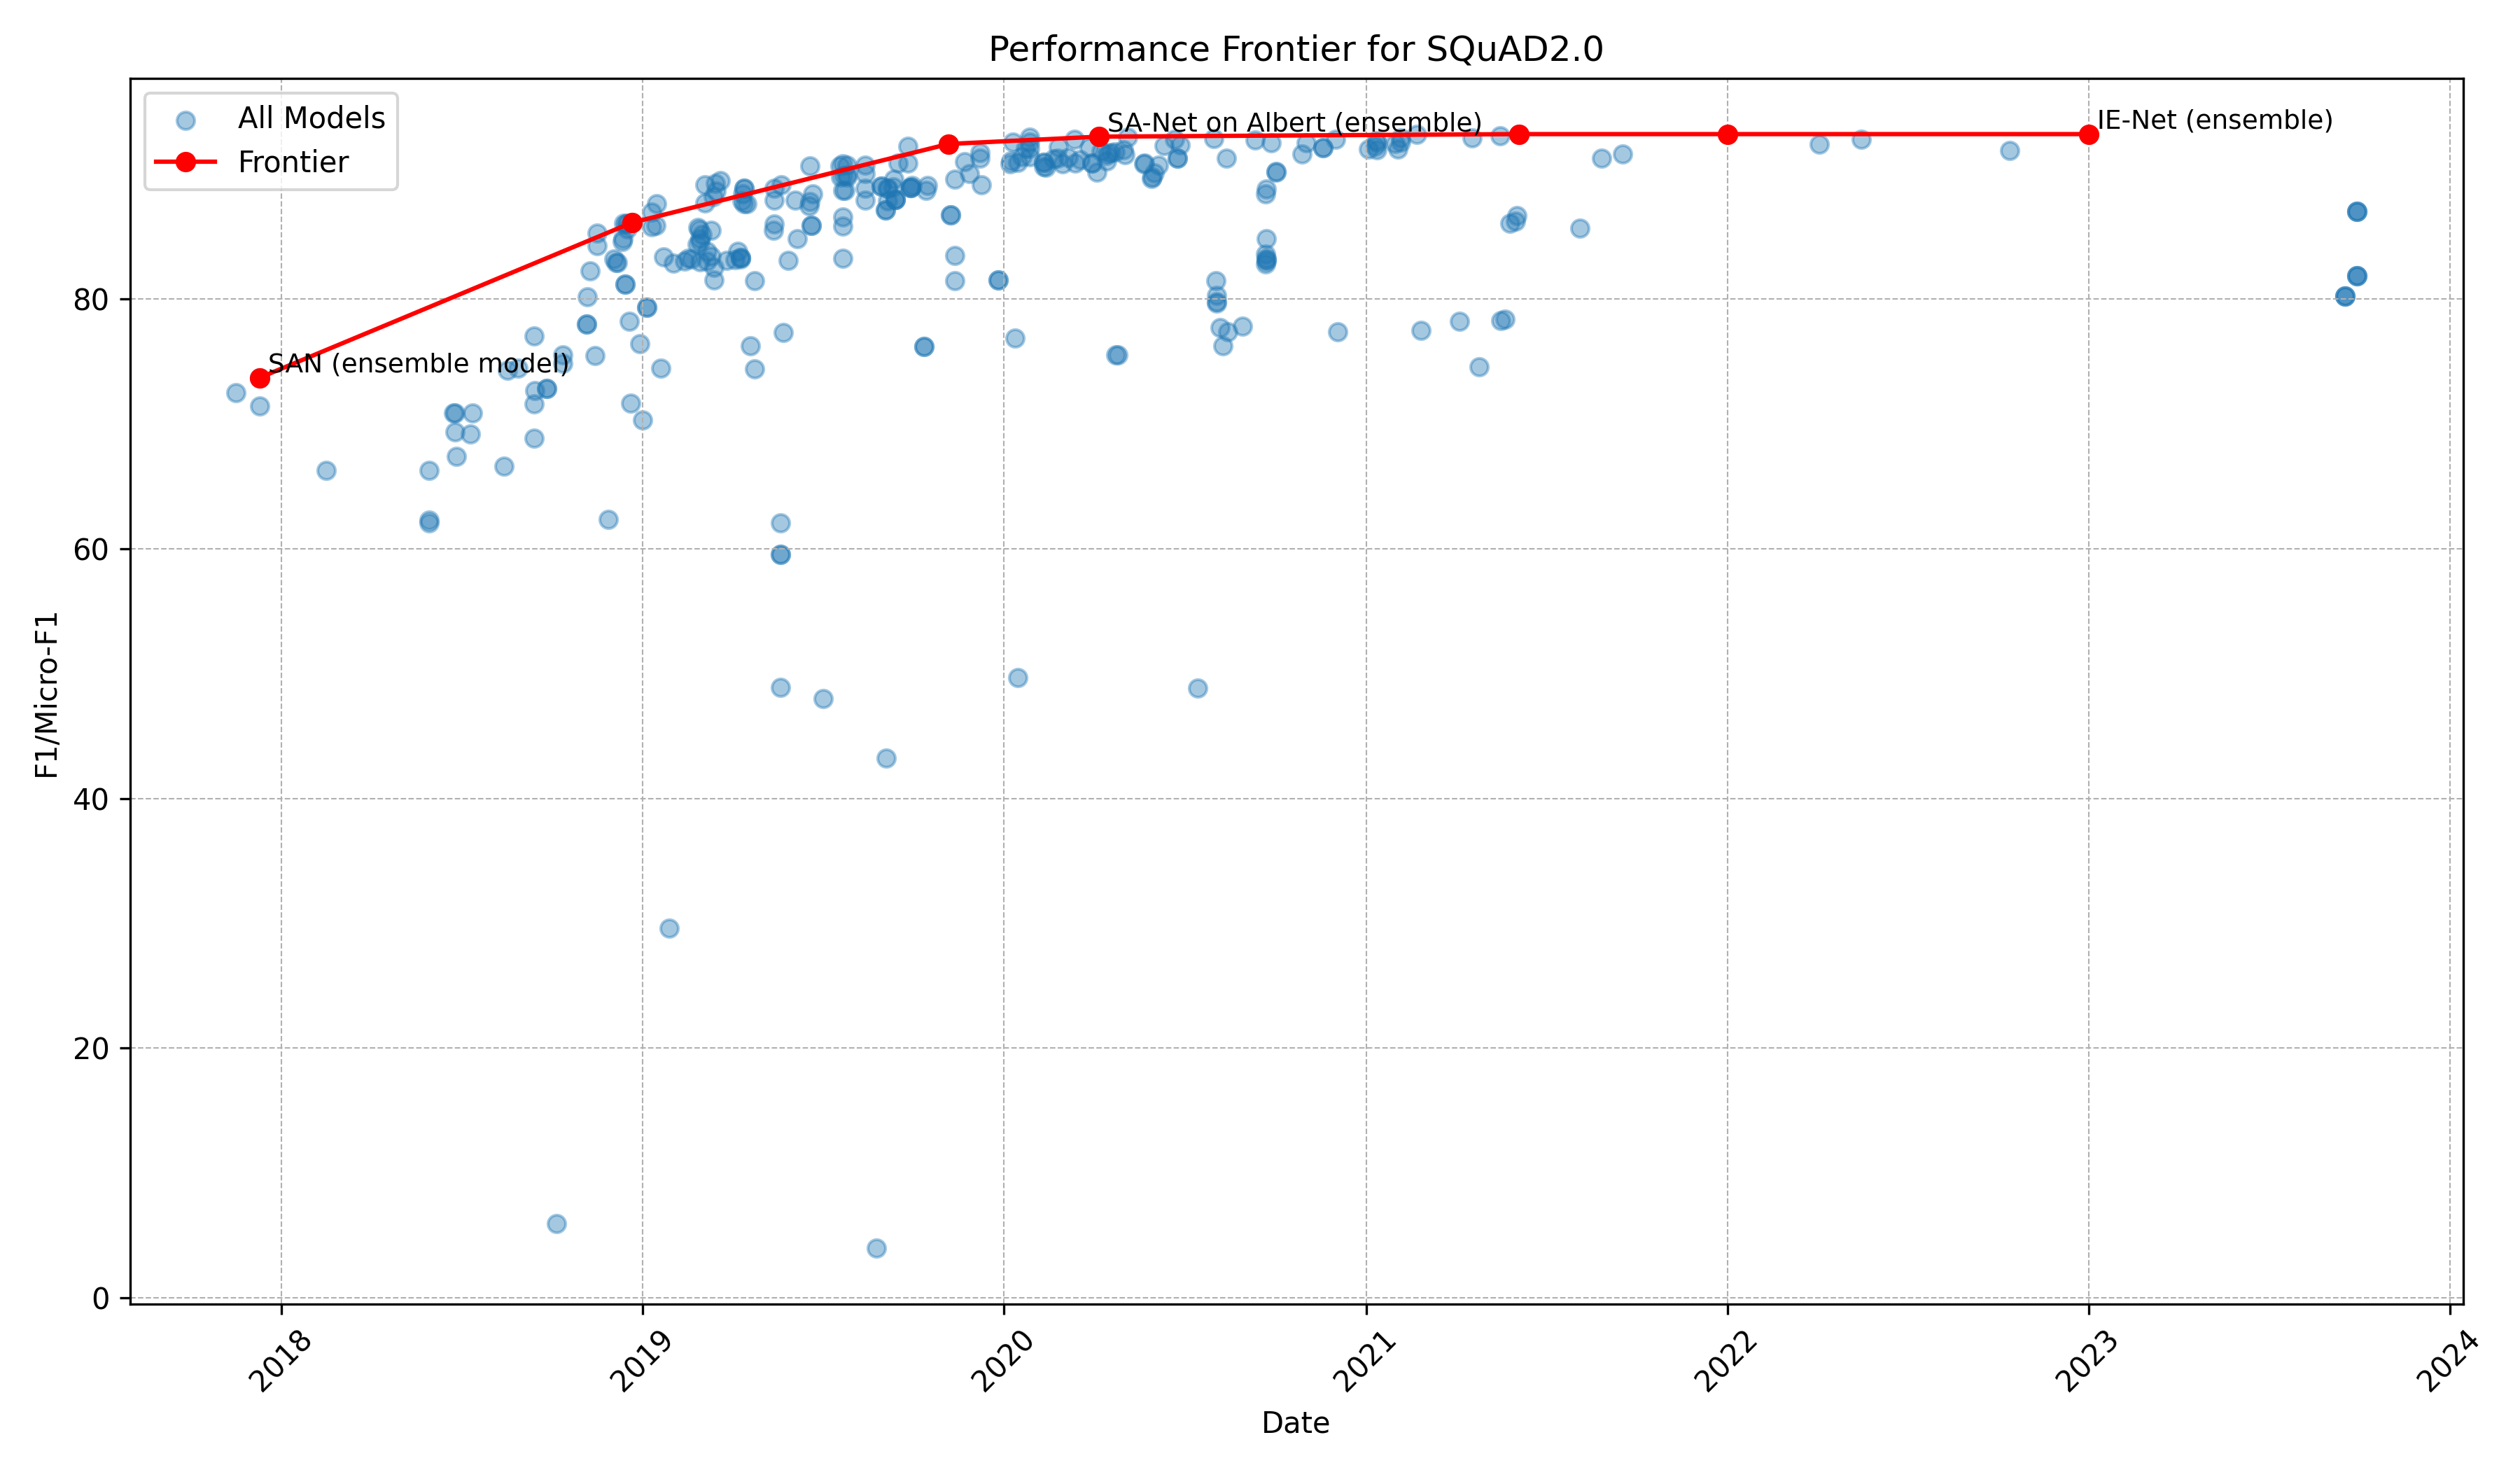 Performance Frontier for SQuAD2.0
All Models
Frontier
SAN (ensemble model)
SA-Net on Albert (ensemble)
IE-Net (ensemble)
F1/Micro-F1
80
60
40
20
0
2018
2019
2020
2021
2022
2023
2024
Date